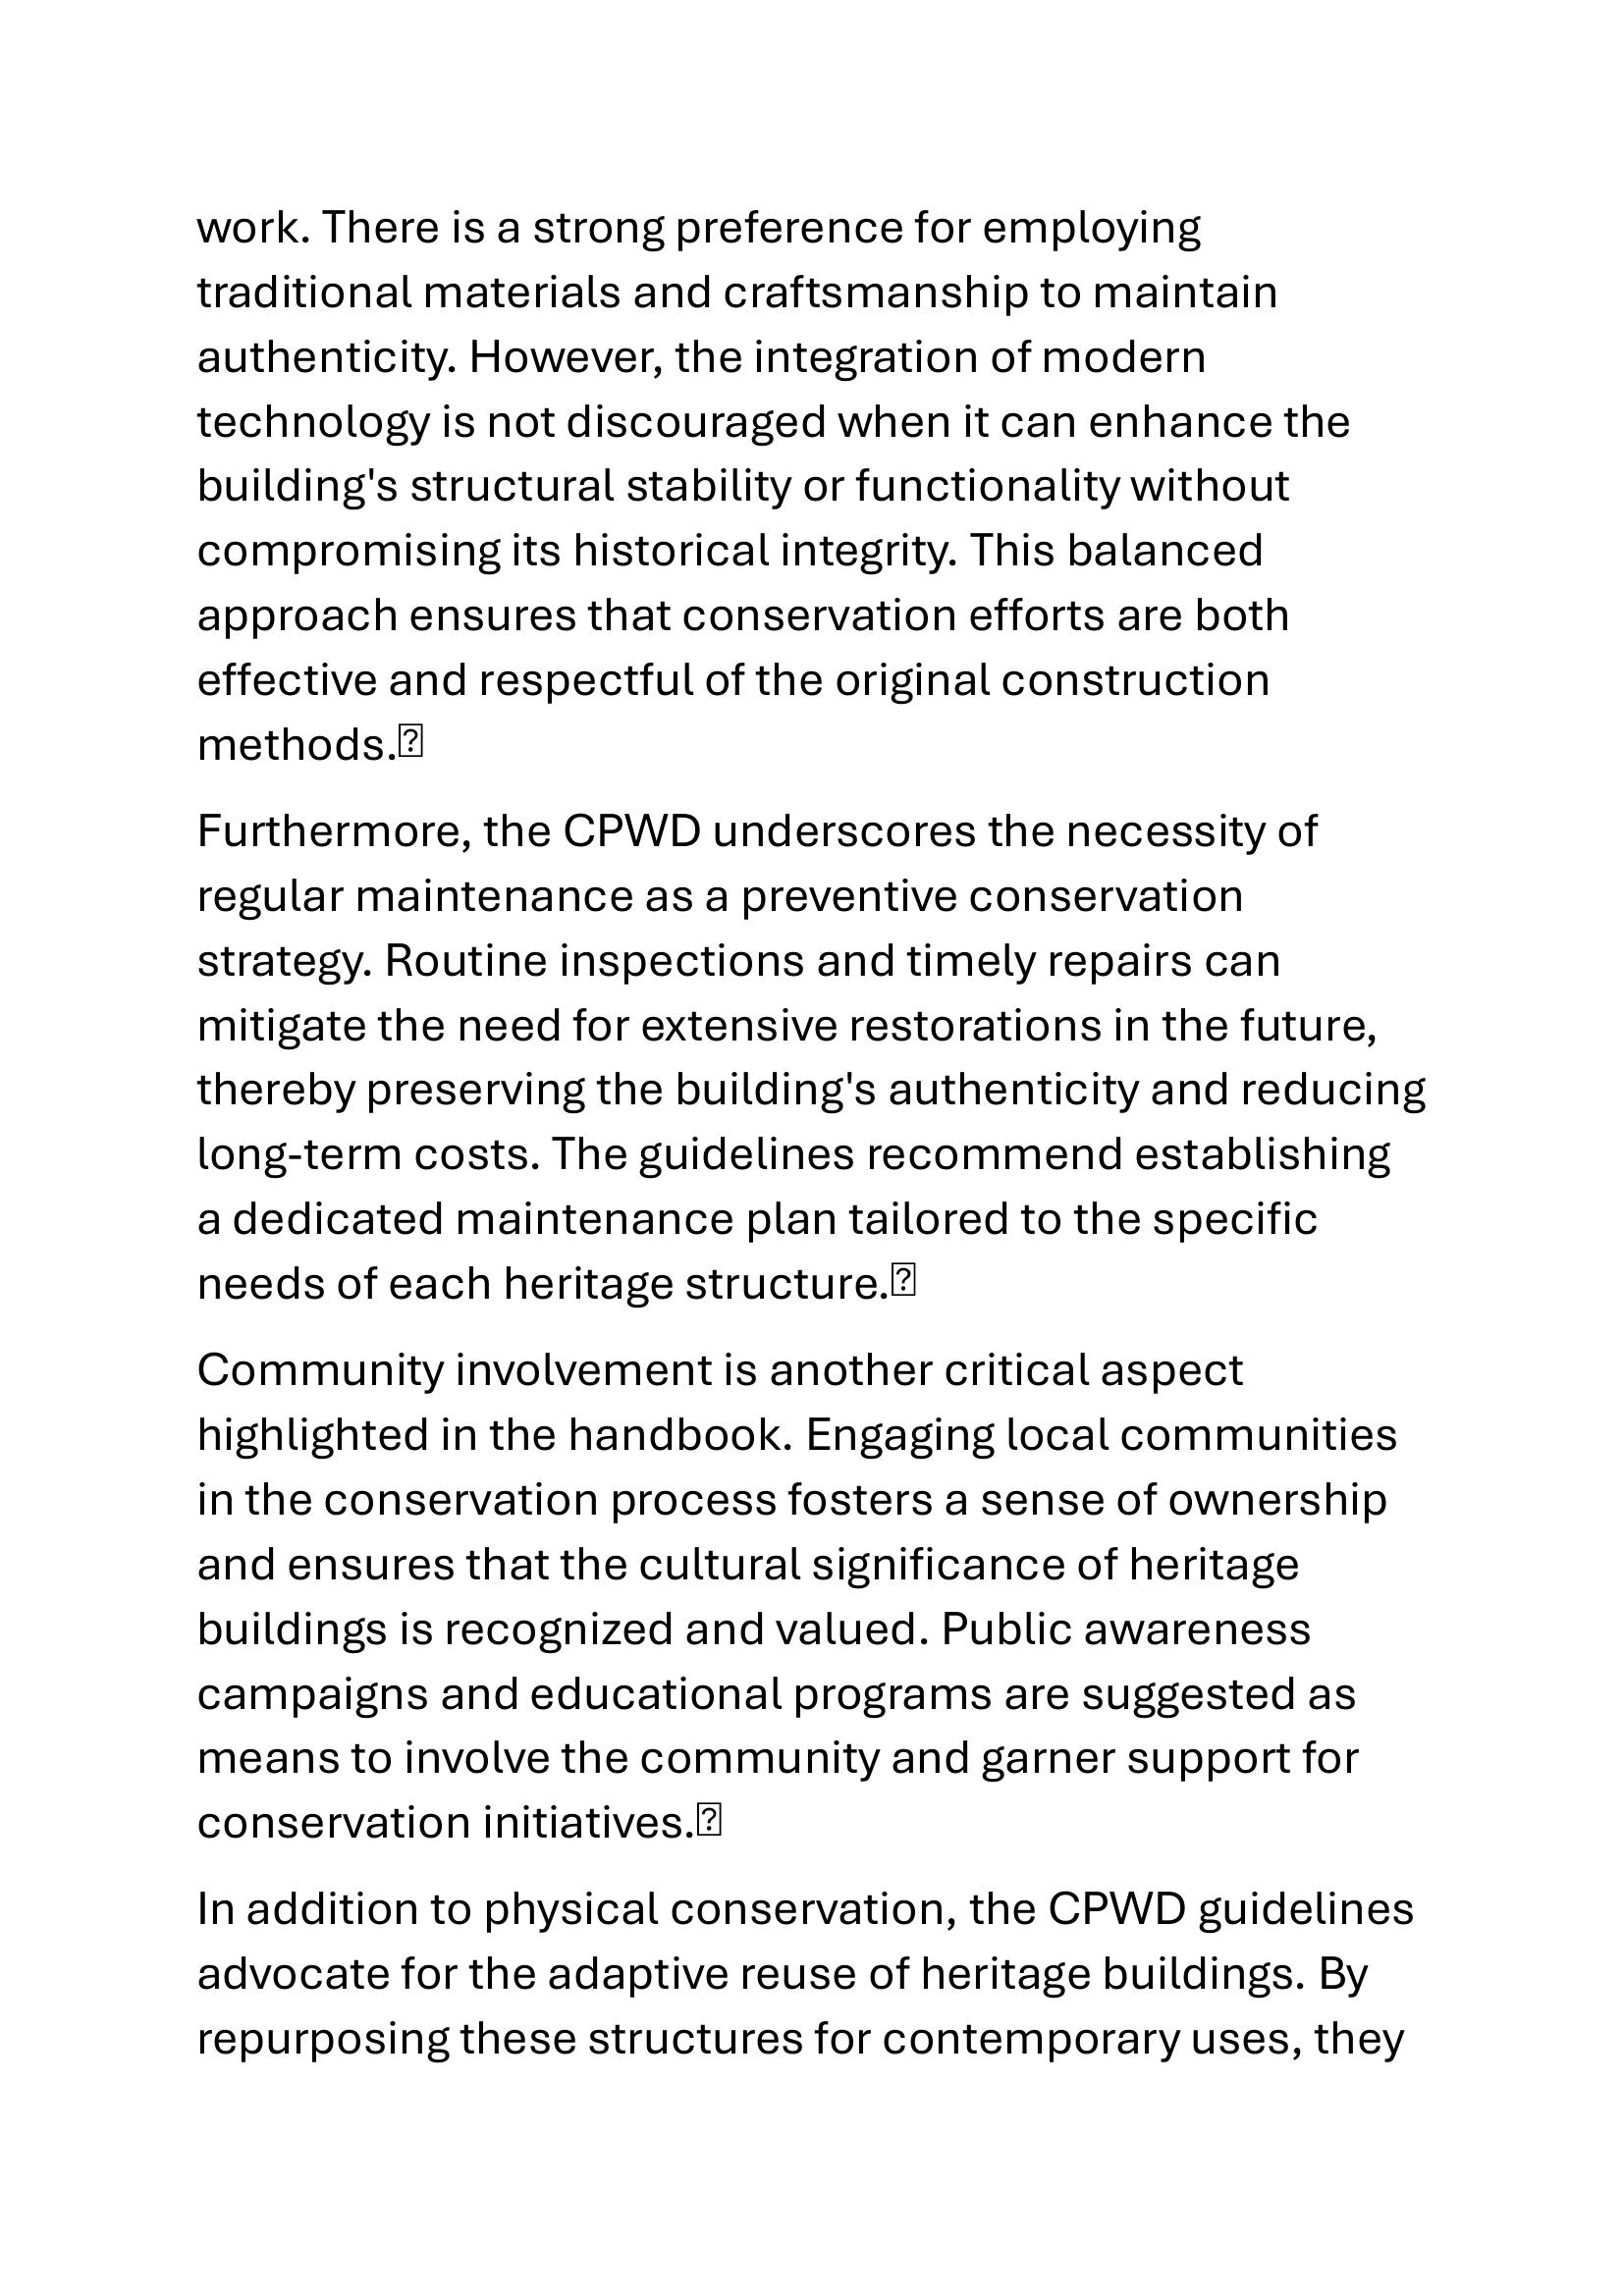 work. There is a strong preference for employing
traditional materials and craftsmanship to maintain
authenticity. However, the integration of modern
technology is not discouraged when it can enhance the
building's structural stability or functionality without
compromising its historical integrity. This balanced
approach ensures that conservation efforts are both
effective and respectful of the original construction
methods.⍰
Furthermore, the CPWD underscores the necessity of
regular maintenance as a preventive conservation
strategy. Routine inspections and timely repairs can
mitigate the need for extensive restorations in the future,
thereby preserving the building's authenticity and reducing
long-term costs. The guidelines recommend establishing
a dedicated maintenance plan tailored to the specific
needs of each heritage structure.⍰
Community involvement is another critical aspect
highlighted in the handbook. Engaging local communities
in the conservation process fosters a sense of ownership
and ensures that the cultural significance of heritage
buildings is recognized and valued. Public awareness
campaigns and educational programs are suggested as
means to involve the community and garner support for
conservation initiatives.⍰
In addition to physical conservation, the CPWD guidelines
advocate for the adaptive reuse of heritage buildings. By
repurposing these structures for contemporary uses, they